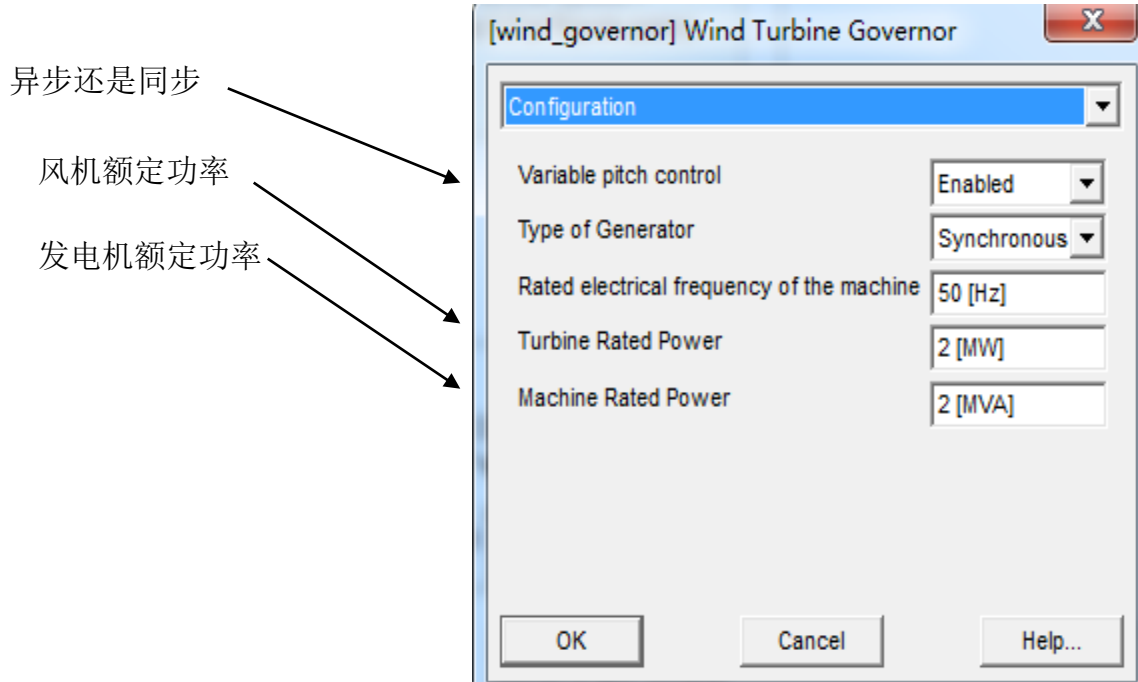 [wind_governor] Wind Turbine Governor
x
异步还是同步
Configuration
风机额定功率
Variable pitch control
Enabled
发电机额定功率
Type of Generator
Synchronous
Rated electrical frequency of the machine
50 [Hz]
Turbine Rated Power
2 [MW]
Machine Rated Power
2 [MVA]
OK
Cancel
Help...